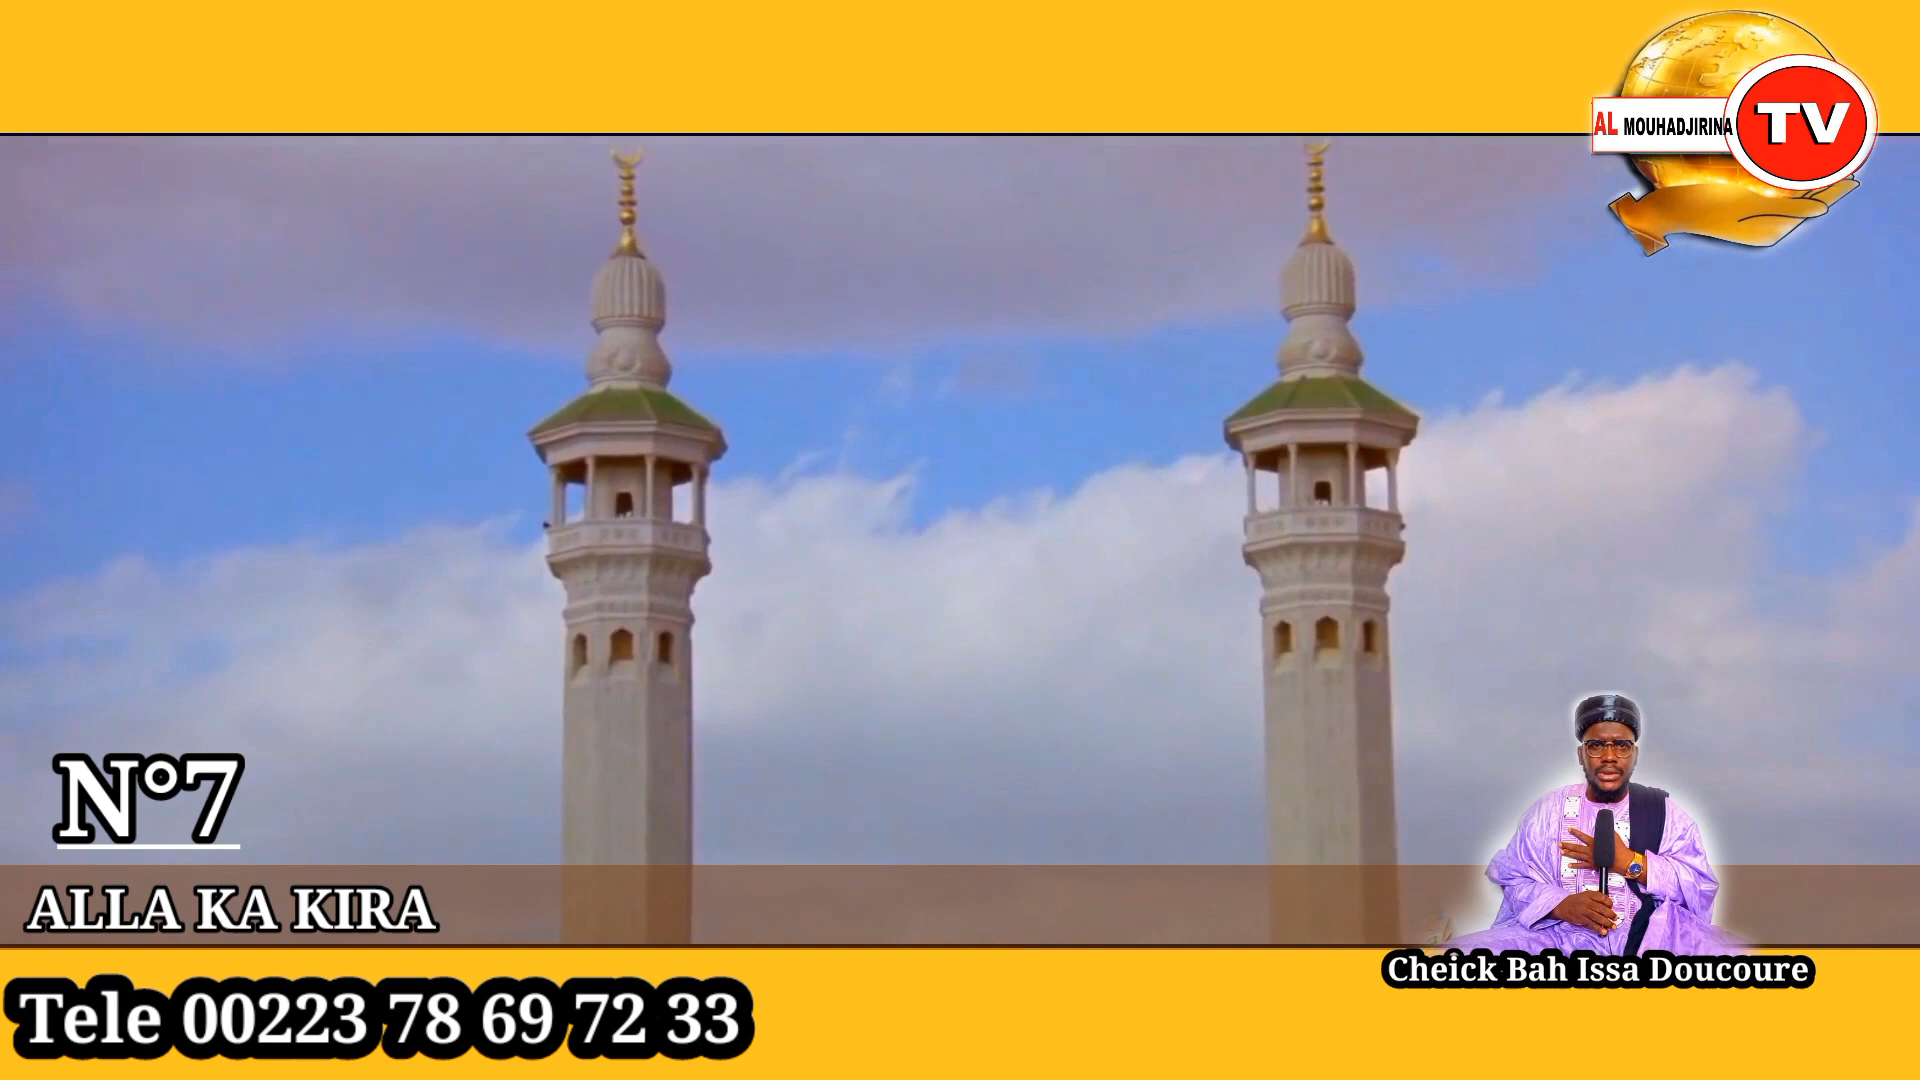 AL MOUHADJIRINA TV
N°7
ALLA KA KIRA
Cheick Bah Issa Doucoure
Tele 00223 78 69 72 33